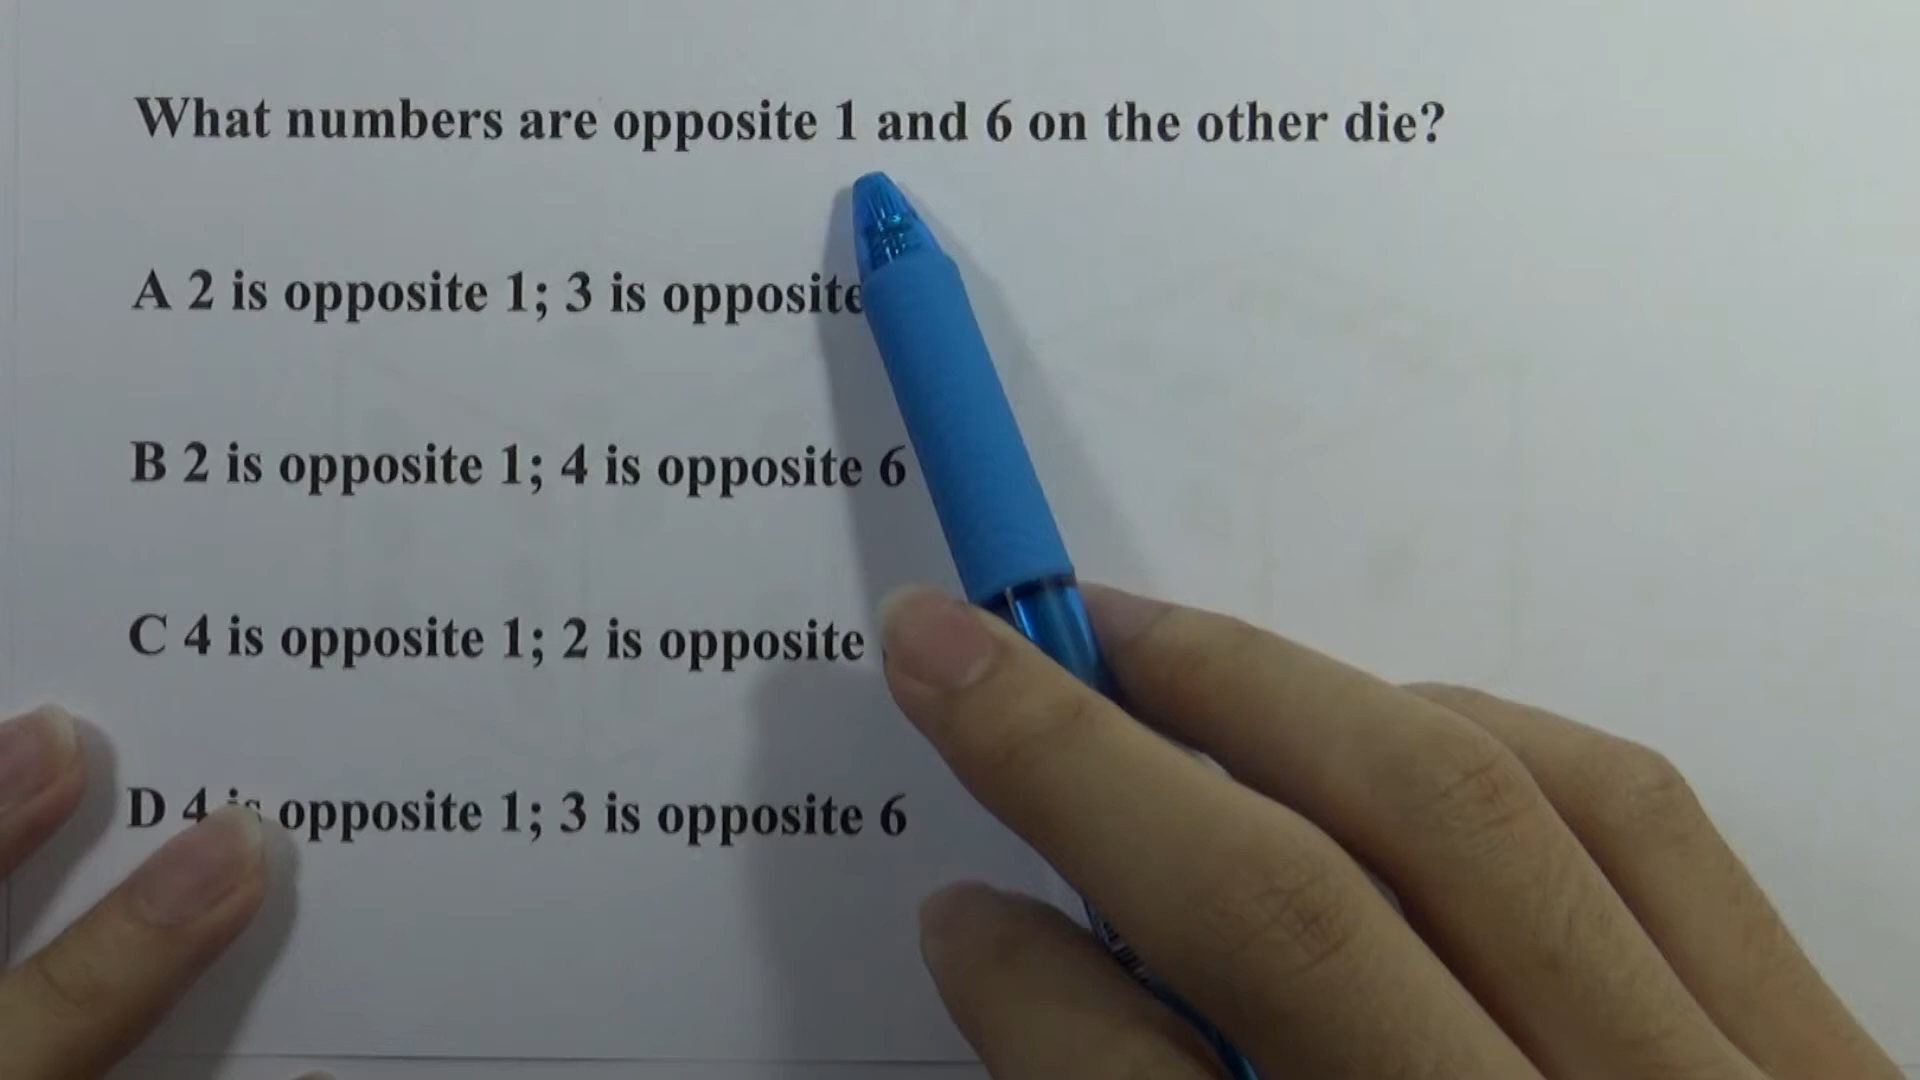 What numbers are opposite 1 and 6 on the other die?
A 2 is opposite 1; 3 is opposite
B 2 is opposite 1; 4 is opposite 6
C 4 is opposite 1; 2 is opposite
D 4 is opposite 1; 3 is opposite 6